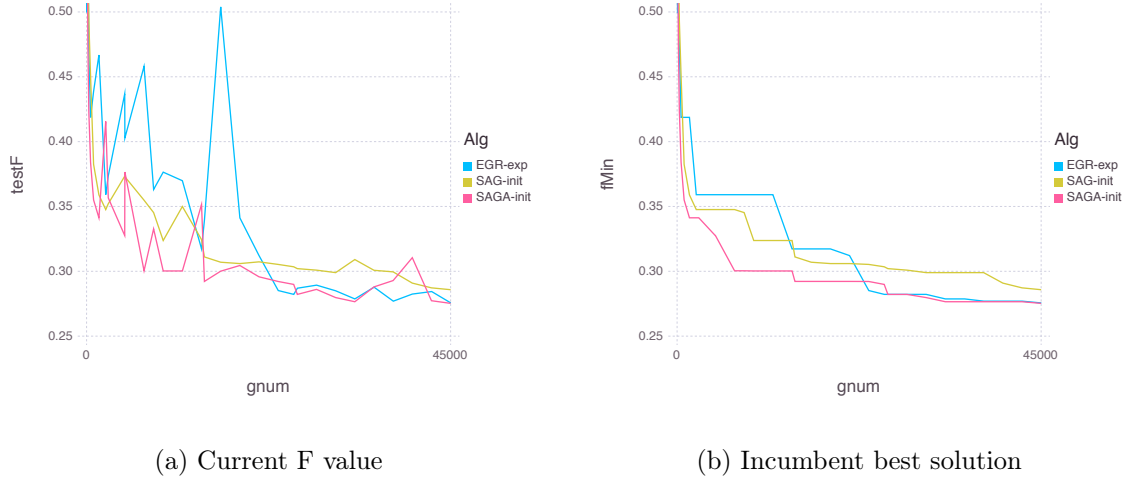 0.50
0.45
0.40
0.35
0.30
0.25
testF
0
45000
gnum
Alg
EGR-exp
SAG-init
SAGA-init
(a) Current F value
0.50
0.45
0.40
0.35
0.30
0.25
fMin
0
45000
gnum
Alg
EGR-exp
SAG-init
SAGA-init
(b) Incumbent best solution